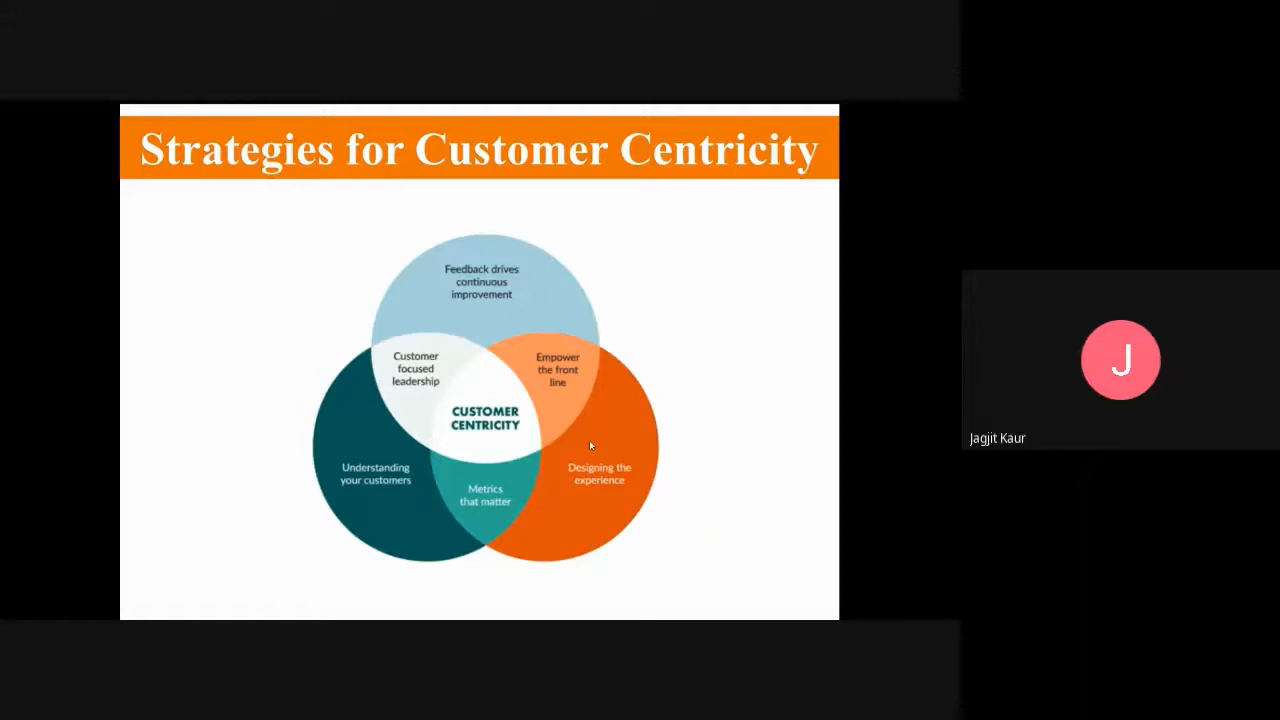 Strategies for Customer Centricity
Feedback drives
continuous
improvement
Customer
focused
leadership
Empower
the front
line
CUSTOMER
CENTRICITY
Understanding
your customers
Metrics
that matter
Designing the
experience
J
Jagjit Kaur